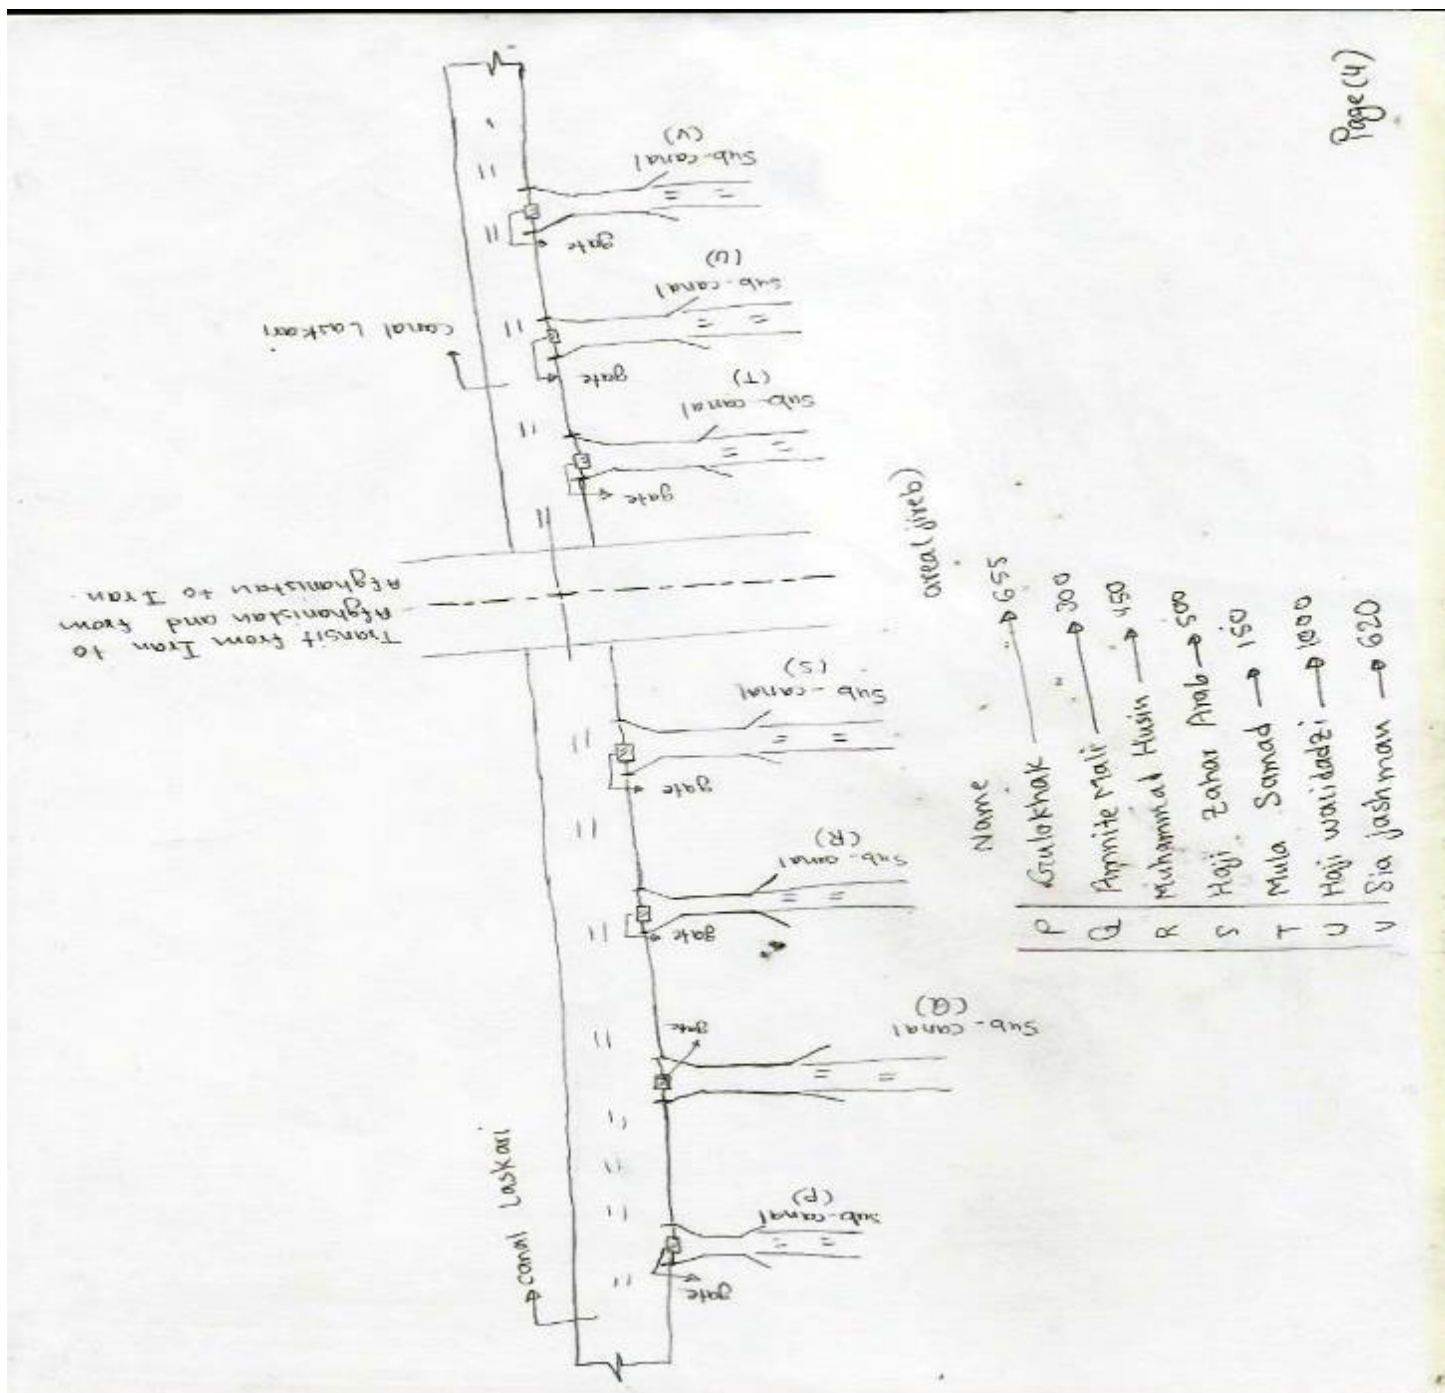 Page (4)
Sub-canal
(V)
gate
Sub-canal
(U)
gate
Canal Laskari
Sub-canal
(T)
gate
Transit from Iran to
Afghanistan and from
Afghanistan to Iran.
Sub-canal
(S)
gate
Sub-canal
(R)
gate
Sub-canal
(Q)
gate
Sub-canal
(P)
gate
canal Laskari
Name area (jireb)
P Gulokhak → 655
Q Amnite Mali → 300
R Muhammad Husin → 450
S Haji Zahar Arab → 500
T Mula Samad → 150
U Haji walidadzi → 1000
V Sia jashman → 620